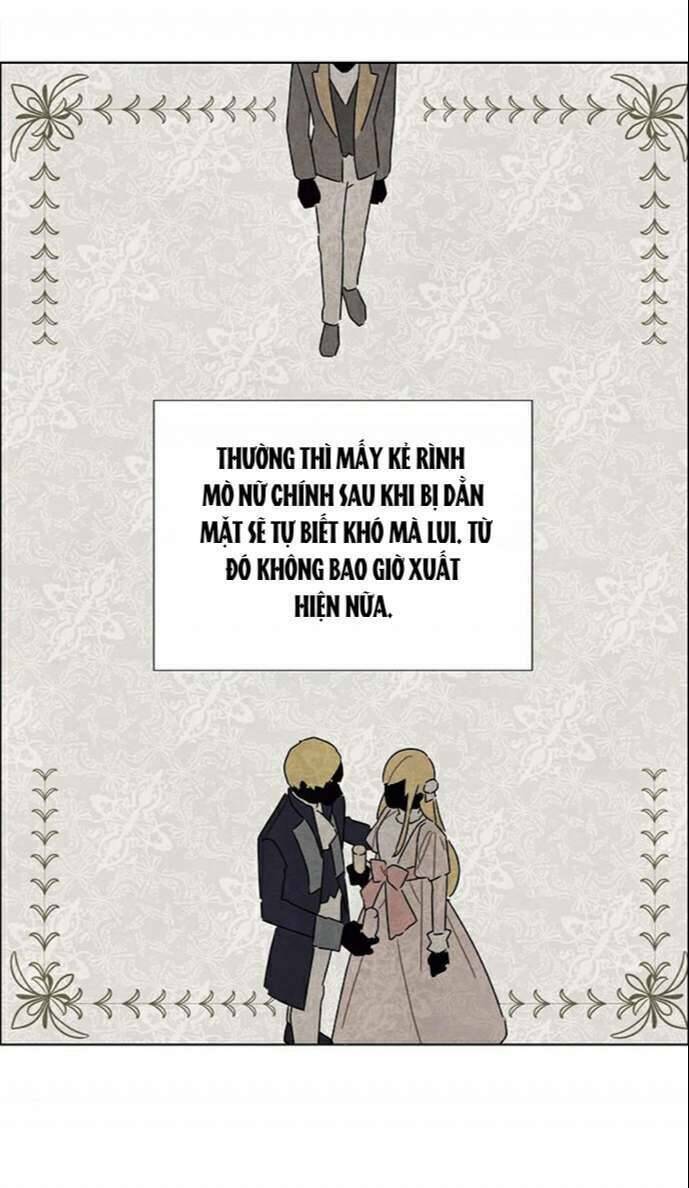 THƯỜNG THÌ MẤY KẺ RÌNH
MÒ NỮ CHÍNH SAU KHI BỊ DẰN
MẶT SẼ TỰ BIẾT KHÓ MÀ LUI. TỪ
ĐÓ KHÔNG BAO GIỜ XUẤT
HIỆN NỮA.